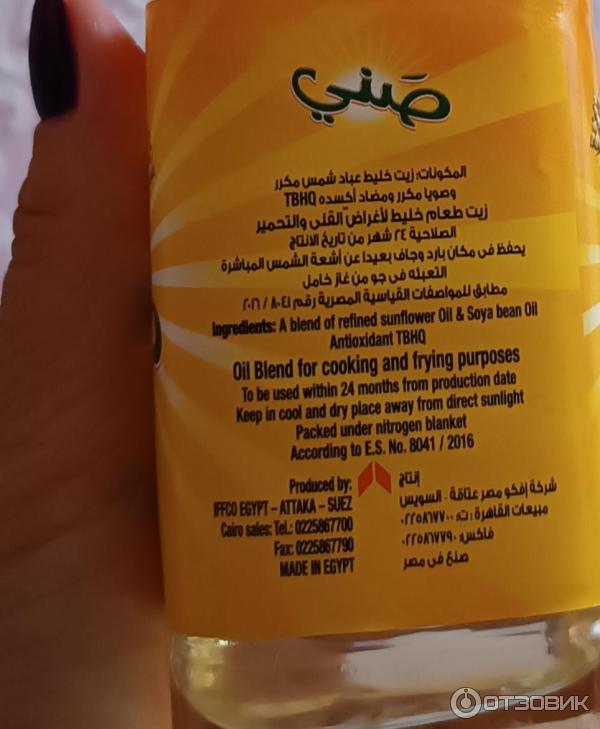 صَني
المكونات: زيت خليط عباد شمس مكرر
وصويا مكرر ومضاد أكسده TBHQ
زيت طعام خليط لأغراض القلى والتحمير
الصلاحية ٢٤ شهر من تاريخ الانتاج
يحفظ فى مكان بارد وجاف بعيدا عن أشعة الشمس المباشرة
التعبئه فى جو من غاز خامل
مطابق للمواصفات القياسية المصرية رقم ٨٠٤١ / ٢٠١٦
Ingredients: A blend of refined sunflower Oil & Soya bean Oil
Antioxidant TBHQ
Oil Blend for cooking and frying purposes
To be used within 24 months from production date
Keep in cool and dry place away from direct sunlight
Packed under nitrogen blanket
According to E.S. No. 8041 / 2016
Produced by:
IFFCO EGYPT – ATTAKA – SUEZ
Cairo sales: Tel.: 0225867700
Fax: 0225867790
MADE IN EGYPT
إنتاج
شركة إفكو مصر عتاقة - السويس
مبيعات القاهرة : ت: ٠٢٢٥٨٦٧٧٠٠
فاكس: ٠٢٢٥٨٦٧٧٩٠
صنع فى مصر
ОТЗОВИК